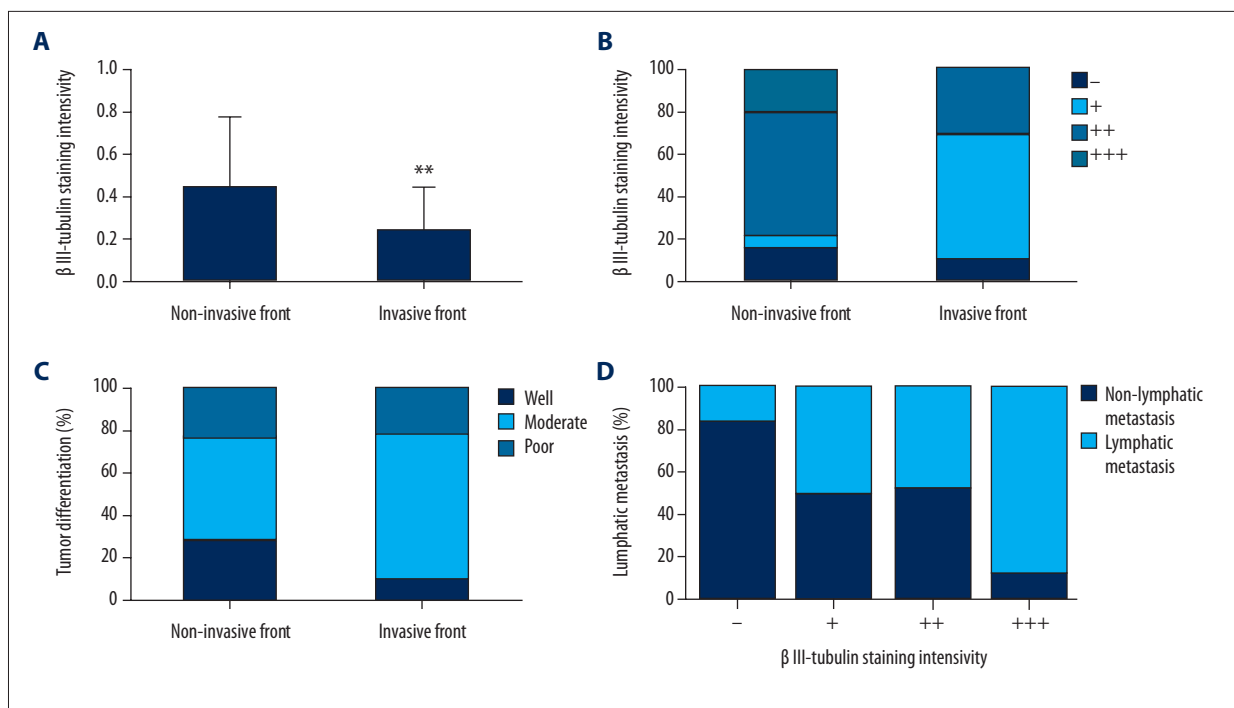 A
β III-tubulin staining intensivity
1.0
0.8
0.6
0.4
0.2
0.0
**
Non-invasive front
Invasive front
B
β III-tubulin staining intensivity
100
80
60
40
20
0
Non-invasive front
Invasive front
–
+
++
+++
C
Tumor differentiation (%)
100
80
60
40
20
0
Non-invasive front
Invasive front
Well
Moderate
Poor
D
Lumphatic metastasis (%)
100
80
60
40
20
0
–
+
++
+++
β III-tubulin staining intensivity
Non-lymphatic
metastasis
Lymphatic
metastasis